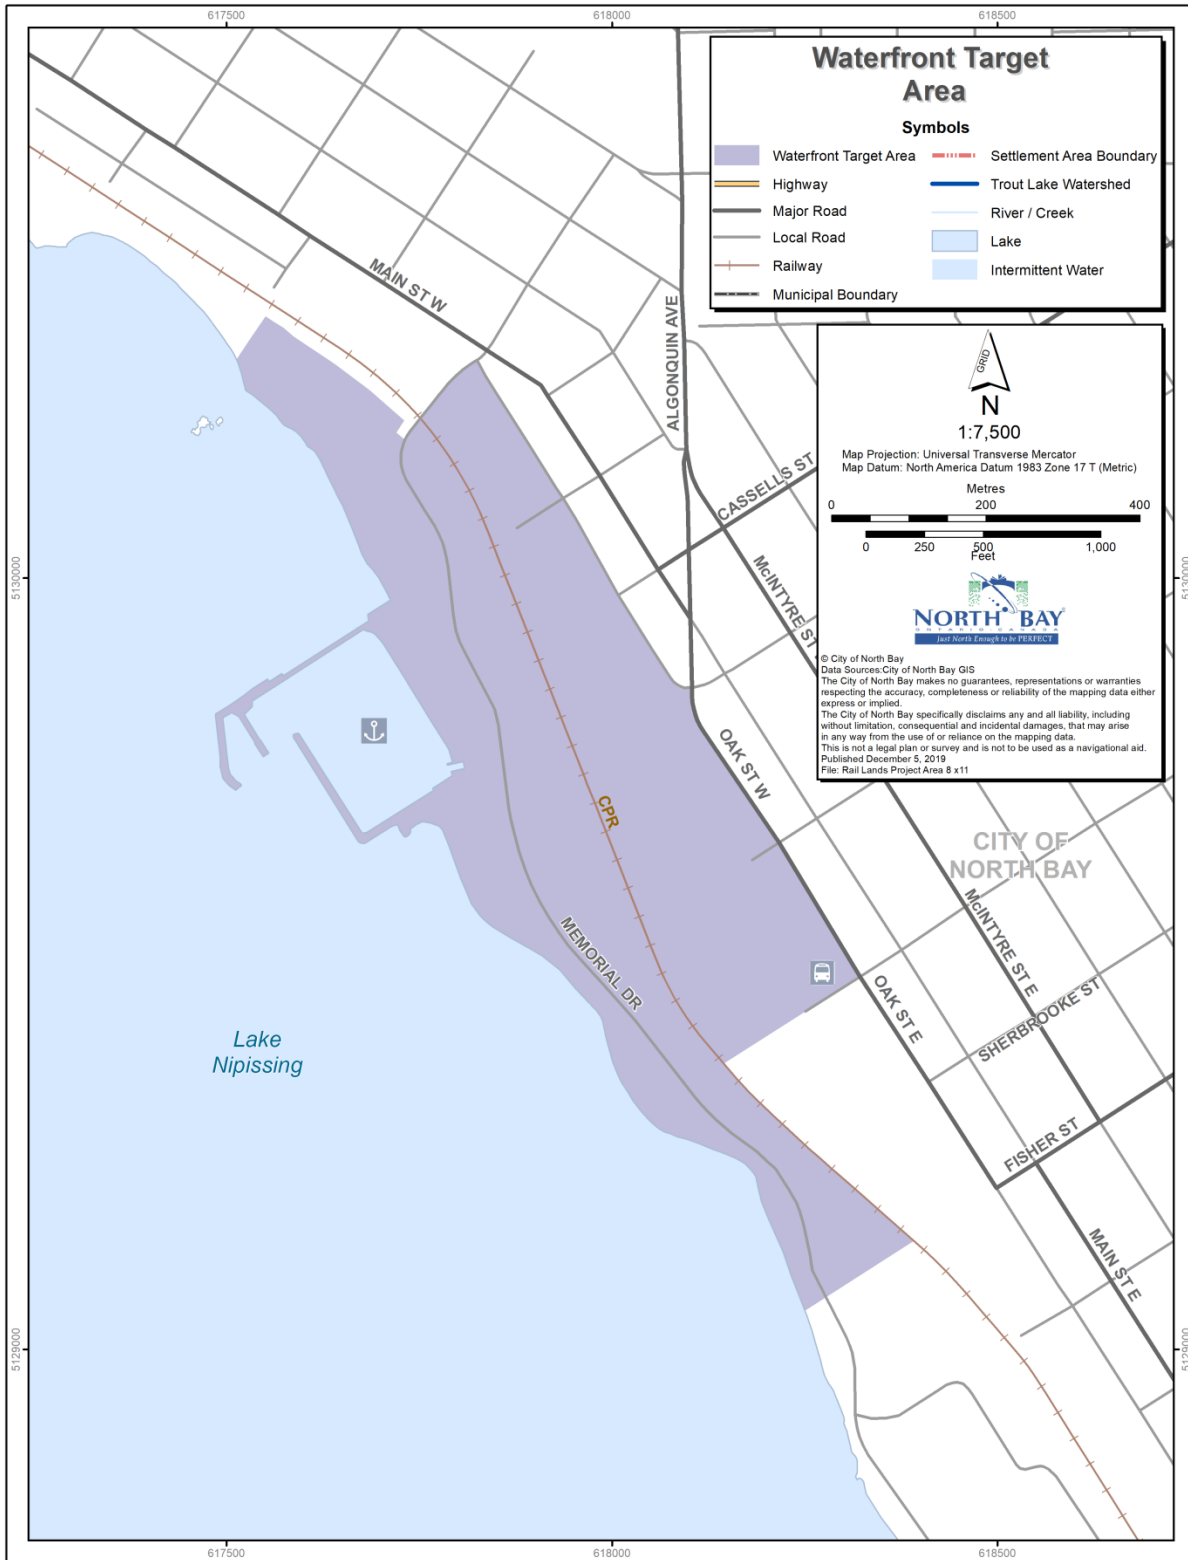 617500
618000
618500
Waterfront Target
Area
Symbols
Waterfront Target Area
Highway
Major Road
Local Road
Railway
Municipal Boundary
Settlement Area Boundary
Trout Lake Watershed
River / Creek
Lake
Intermittent Water
GRID
N
1:7,500
Map Projection: Universal Transverse Mercator
Map Datum: North America Datum 1983 Zone 17 T (Metric)
Metres
0 200 400
0 250 500 1,000
Feet
NORTH BAY
ONTARIO · CANADA
Just North Enough to be PERFECT
© City of North Bay
Data Sources:City of North Bay GIS
The City of North Bay makes no guarantees, representations or warranties
respecting the accuracy, completeness or reliability of the mapping data either
express or implied.
The City of North Bay specifically disclaims any and all liability, including
without limitation, consequential and incidental damages, that may arise
in any way from the use of or reliance on the mapping data.
This is not a legal plan or survey and is not to be used as a navigational aid.
Published December 5, 2019
File: Rail Lands Project Area 8 x11
MAIN ST W
ALGONQUIN AVE
CASSELLS ST
McINTYRE ST
5130000
5130000
OAK ST W
CPR
CITY OF
NORTH BAY
MEMORIAL DR
McINTYRE ST E
OAK ST E
SHERBROOKE ST
Lake
Nipissing
FISHER ST
MAIN ST E
5129000
5129000
617500
618000
618500